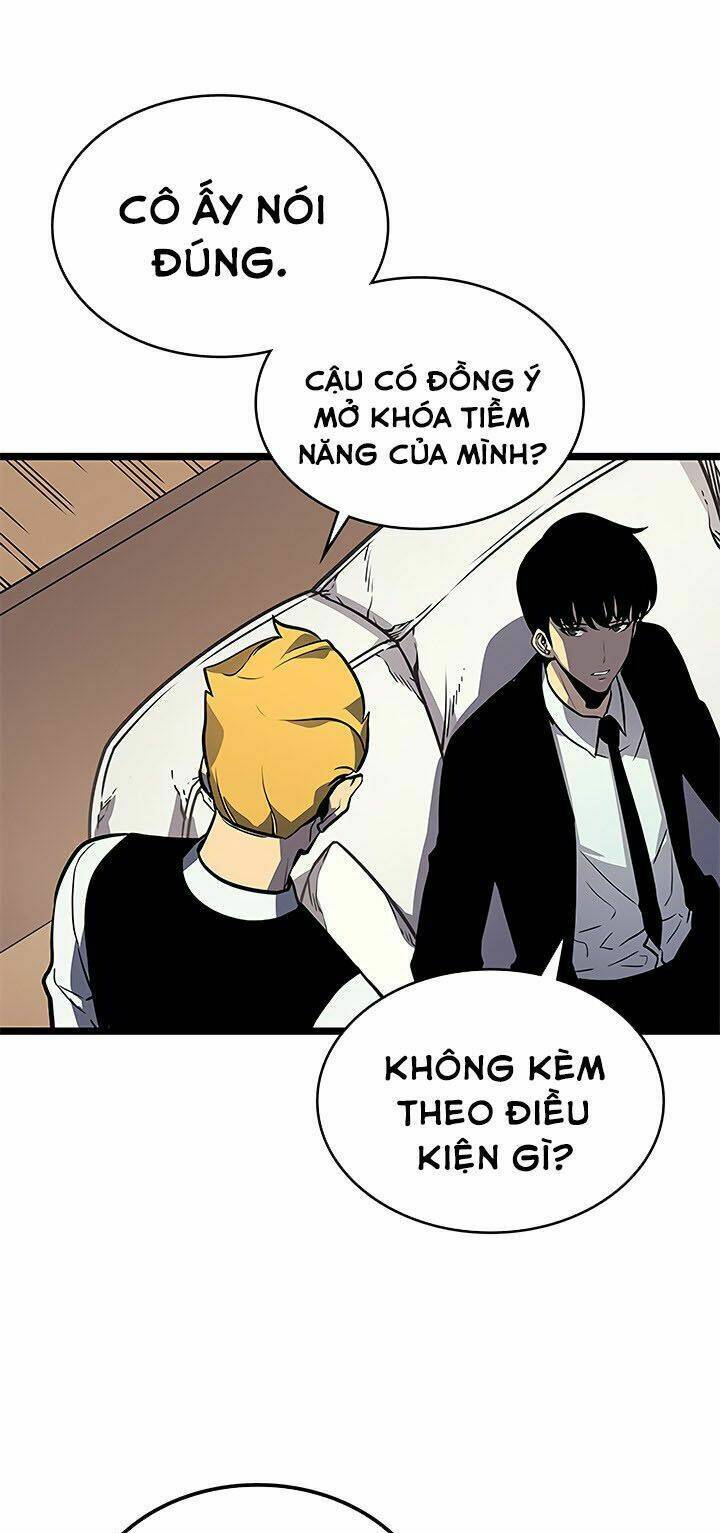 CÔ ẤY NÓI
ĐÚNG.
CẬU CÓ ĐỒNG Ý
MỞ KHÓA TIỀM
NĂNG CỦA MÌNH?
KHÔNG KÈM
THEO ĐIỀU
KIỆN GÌ?